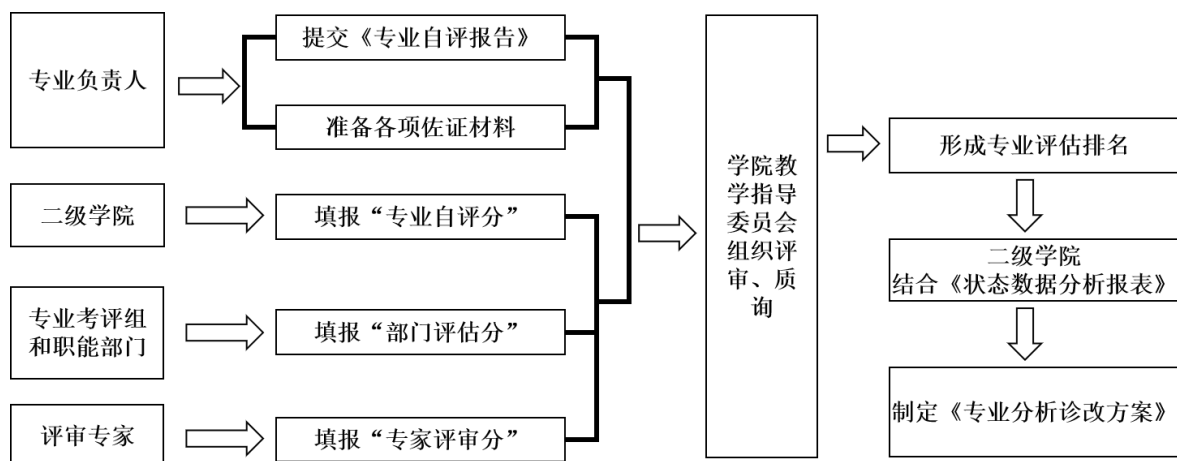 专业负责人
提交《专业自评报告》
准备各项佐证材料
二级学院
填报“专业自评分”
专业考评组
和职能部门
填报“部门评估分”
评审专家
填报“专家评审分”
学院教
学指导
委员会
组织评
审、质
询
形成专业评估排名
二级学院
结合《状态数据分析报表》
制定《专业分析诊改方案》